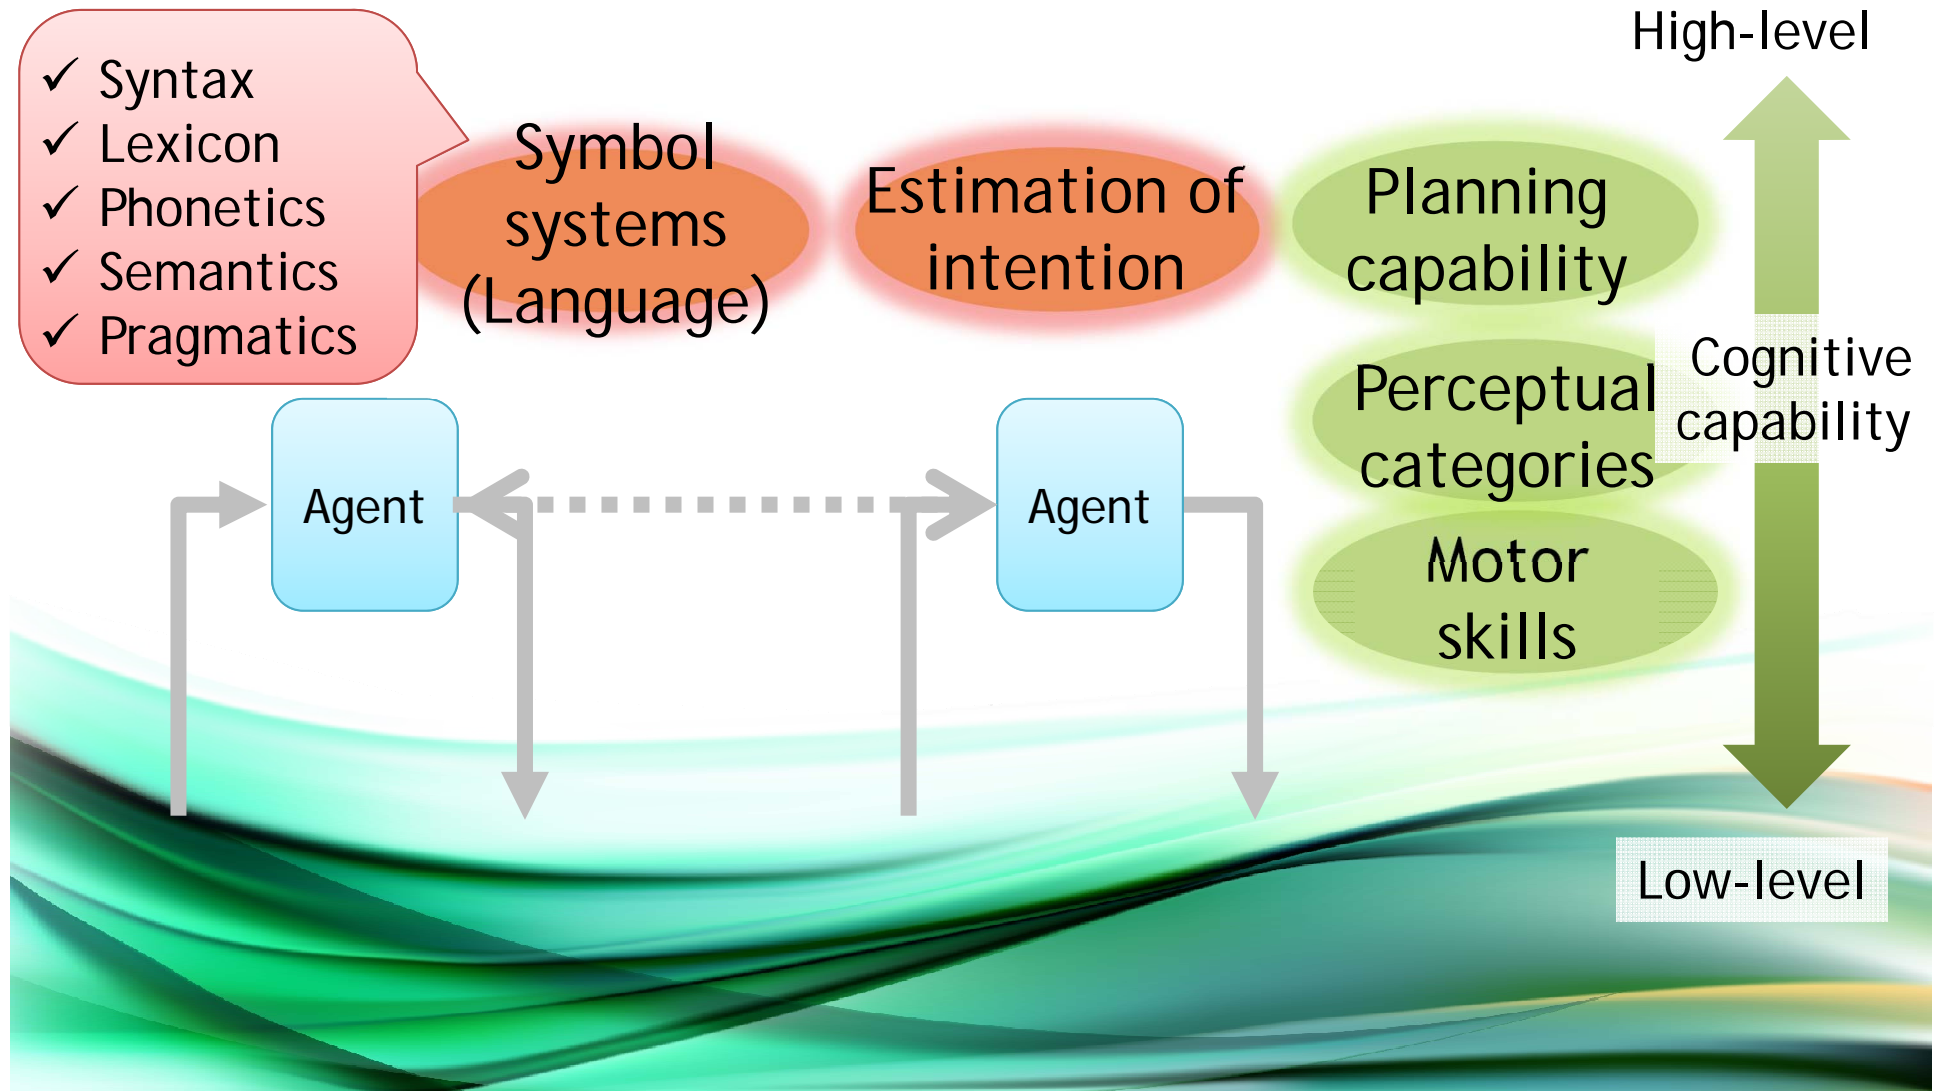 ✓ Syntax
✓ Lexicon
✓ Phonetics
✓ Semantics
✓ Pragmatics
Symbol
systems
(Language)
Estimation of
intention
Planning
capability
Perceptual
categories
Motor
skills
High-level
Cognitive
capability
Low-level
Agent
Agent